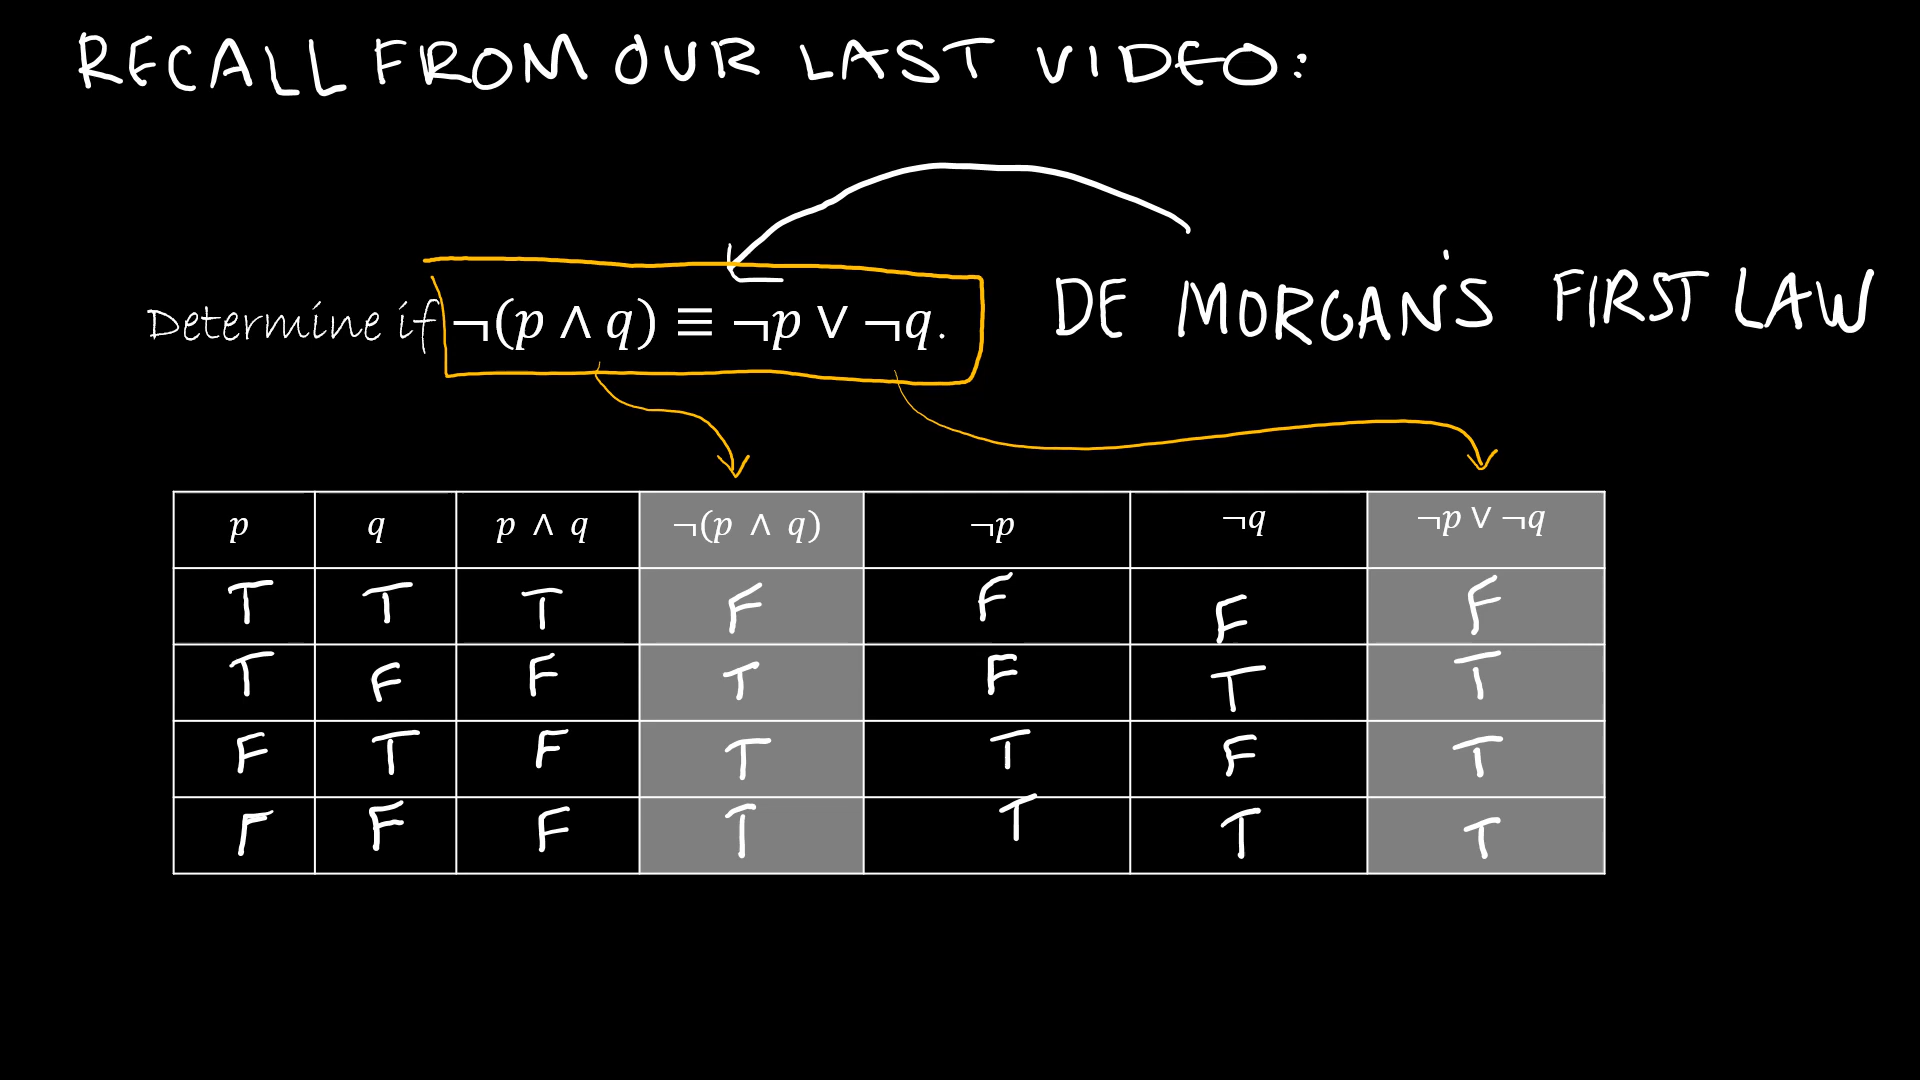 RECALL FROM OUR LAST VIDEO:
Determine if ¬(p ∧ q) ≡ ¬p ∨ ¬q.
DE MORGAN'S FIRST LAW
p q p ∧ q ¬(p ∧ q) ¬p ¬q ¬p ∨ ¬q
T T T F F F F
T F F T F T T
F T F T T F T
F F F T T T T